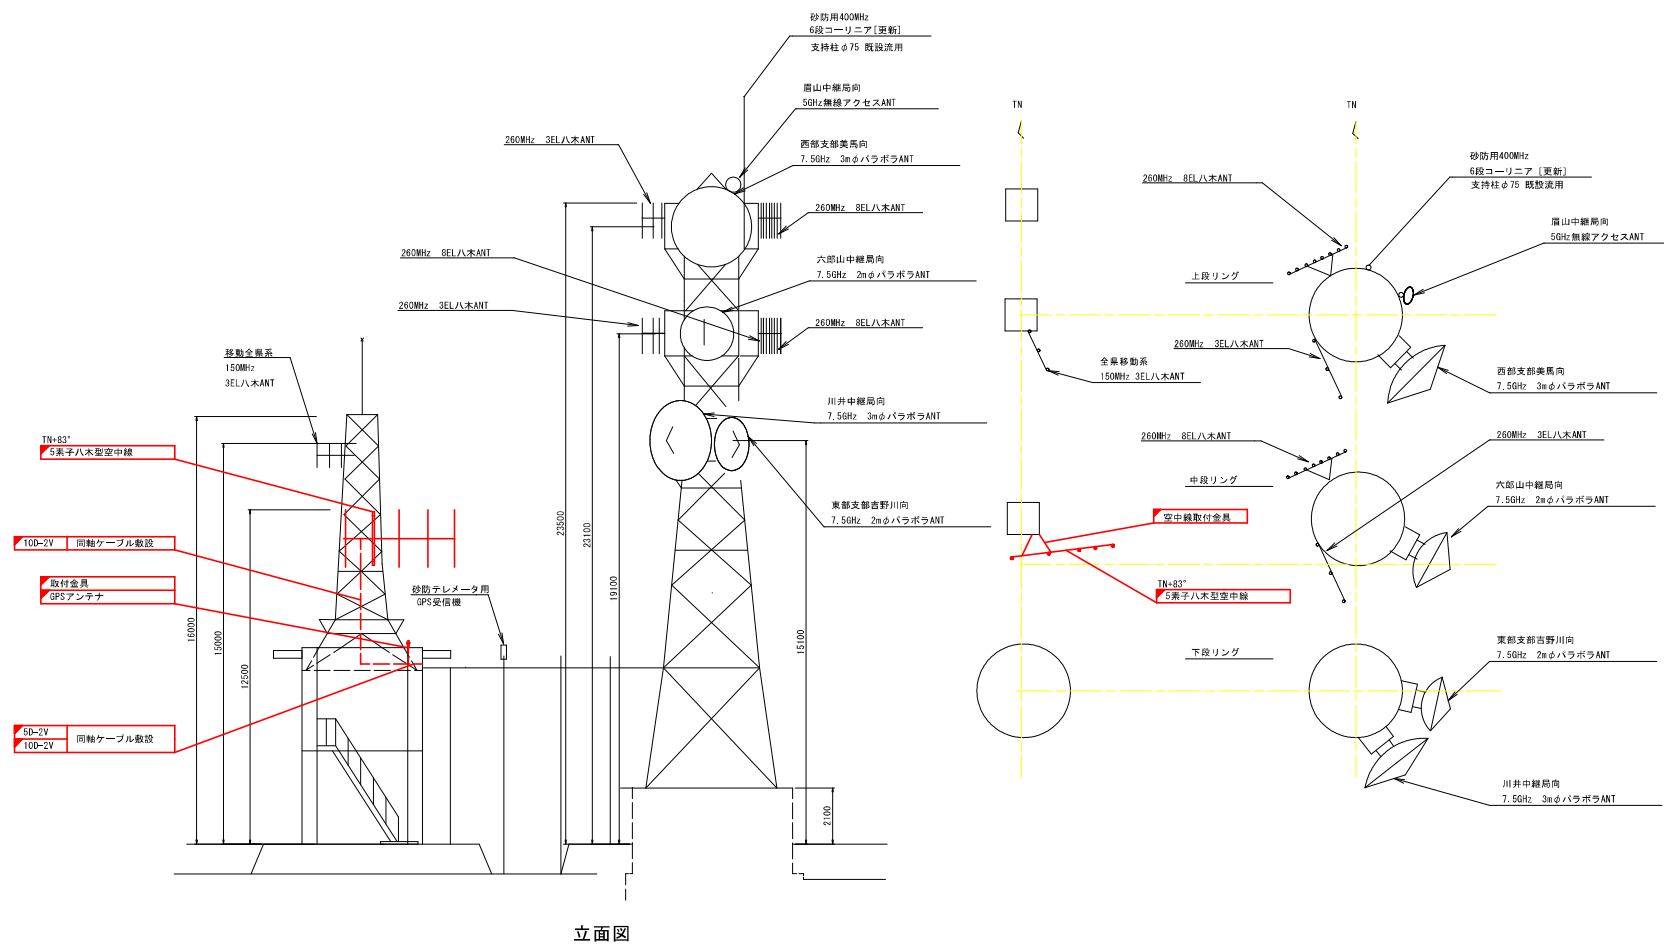 砂防用400MHz
6段コーリニア[更新]
支持柱φ75 既設流用
眉山中継局向
5GHz無線アクセスANT
260MHz 3EL八木ANT
西部支部美馬向
7.5GHz 3mφパラボラANT
260MHz 8EL八木ANT
260MHz 8EL八木ANT
六郎山中継局向
7.5GHz 2mφパラボラANT
260MHz 3EL八木ANT
260MHz 8EL八木ANT
移動全県系
150MHz
3EL八木ANT
川井中継局向
7.5GHz 3mφパラボラANT
TN+83°
5素子八木型空中線
東部支部吉野川向
7.5GHz 2mφパラボラANT
10D-2V 同軸ケーブル敷設
取付金具
GPSアンテナ
砂防テレメータ用
GPS受信機
5D-2V
10D-2V
同軸ケーブル敷設
16000
15000
12500
23500
23100
19100
15100
2100
立面図
TN
TN
砂防用400MHz
6段コーリニア [更新]
支持柱φ75 既設流用
260MHz 8EL八木ANT
眉山中継局向
5GHz無線アクセスANT
上段リング
260MHz 3EL八木ANT
全県移動系
150MHz 3EL八木ANT
西部支部美馬向
7.5GHz 3mφパラボラANT
260MHz 8EL八木ANT
260MHz 3EL八木ANT
中段リング
六郎山中継局向
7.5GHz 2mφパラボラANT
空中線取付金具
TN+83°
5素子八木型空中線
下段リング
東部支部吉野川向
7.5GHz 2mφパラボラANT
川井中継局向
7.5GHz 3mφパラボラANT